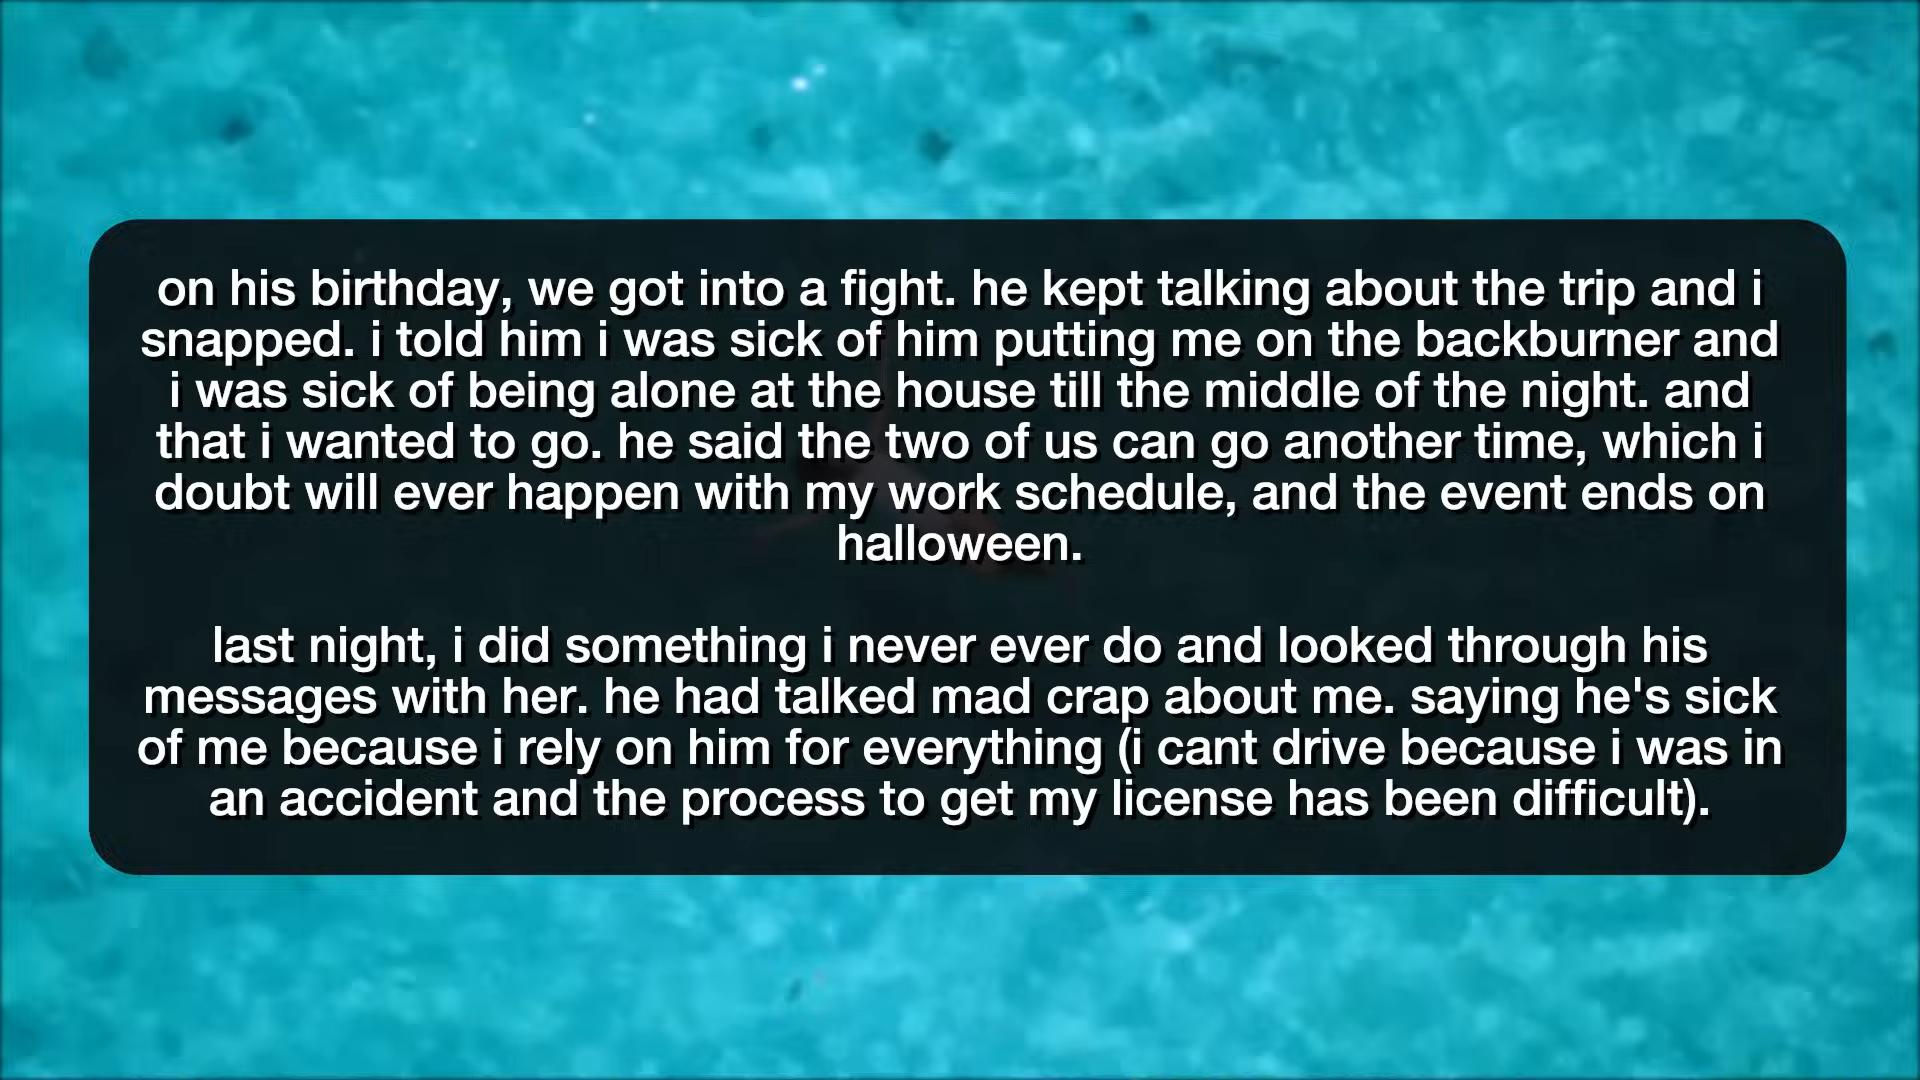 on his birthday, we got into a fight. he kept talking about the trip and i
snapped. i told him i was sick of him putting me on the backburner and
i was sick of being alone at the house till the middle of the night. and
that i wanted to go. he said the two of us can go another time, which i
doubt will ever happen with my work schedule, and the event ends on
halloween.
last night, i did something i never ever do and looked through his
messages with her. he had talked mad crap about me. saying he's sick
of me because i rely on him for everything (i cant drive because i was in
an accident and the process to get my license has been difficult).